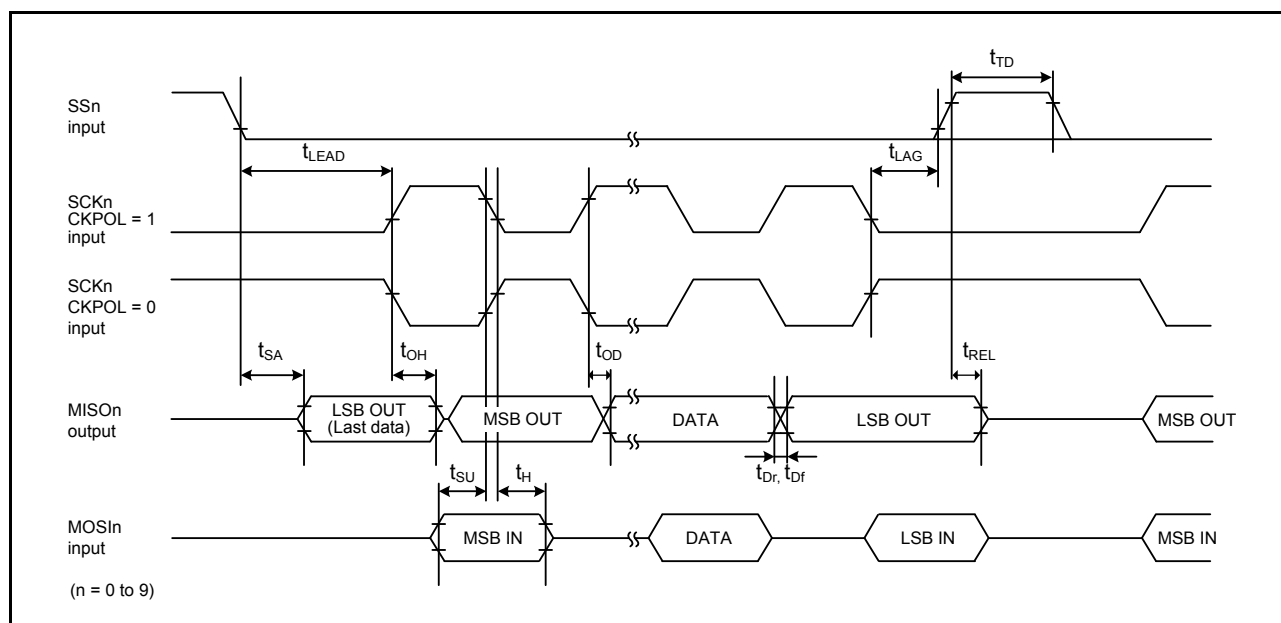 tTD
SSn
input
tLEAD
tLAG
SCKn
CKPOL = 1
input
SCKn
CKPOL = 0
input
tSA
tOH
tOD
tREL
MISOn
output
LSB OUT
(Last data)
MSB OUT
DATA
LSB OUT
MSB OUT
tSU
tH
tDr, tDf
MOSIn
input
MSB IN
DATA
LSB IN
MSB IN
(n = 0 to 9)